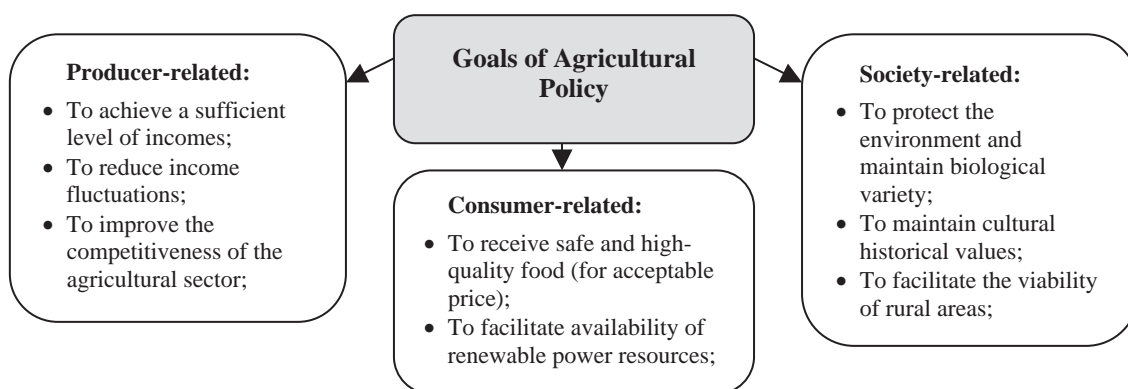 Goals of Agricultural
Policy
Producer-related:
• To achieve a sufficient
level of incomes;
• To reduce income
fluctuations;
• To improve the
competitiveness of the
agricultural sector;
Consumer-related:
• To receive safe and high-
quality food (for acceptable
price);
• To facilitate availability of
renewable power resources;
Society-related:
• To protect the
environment and
maintain biological
variety;
• To maintain cultural
historical values;
• To facilitate the viability
of rural areas;